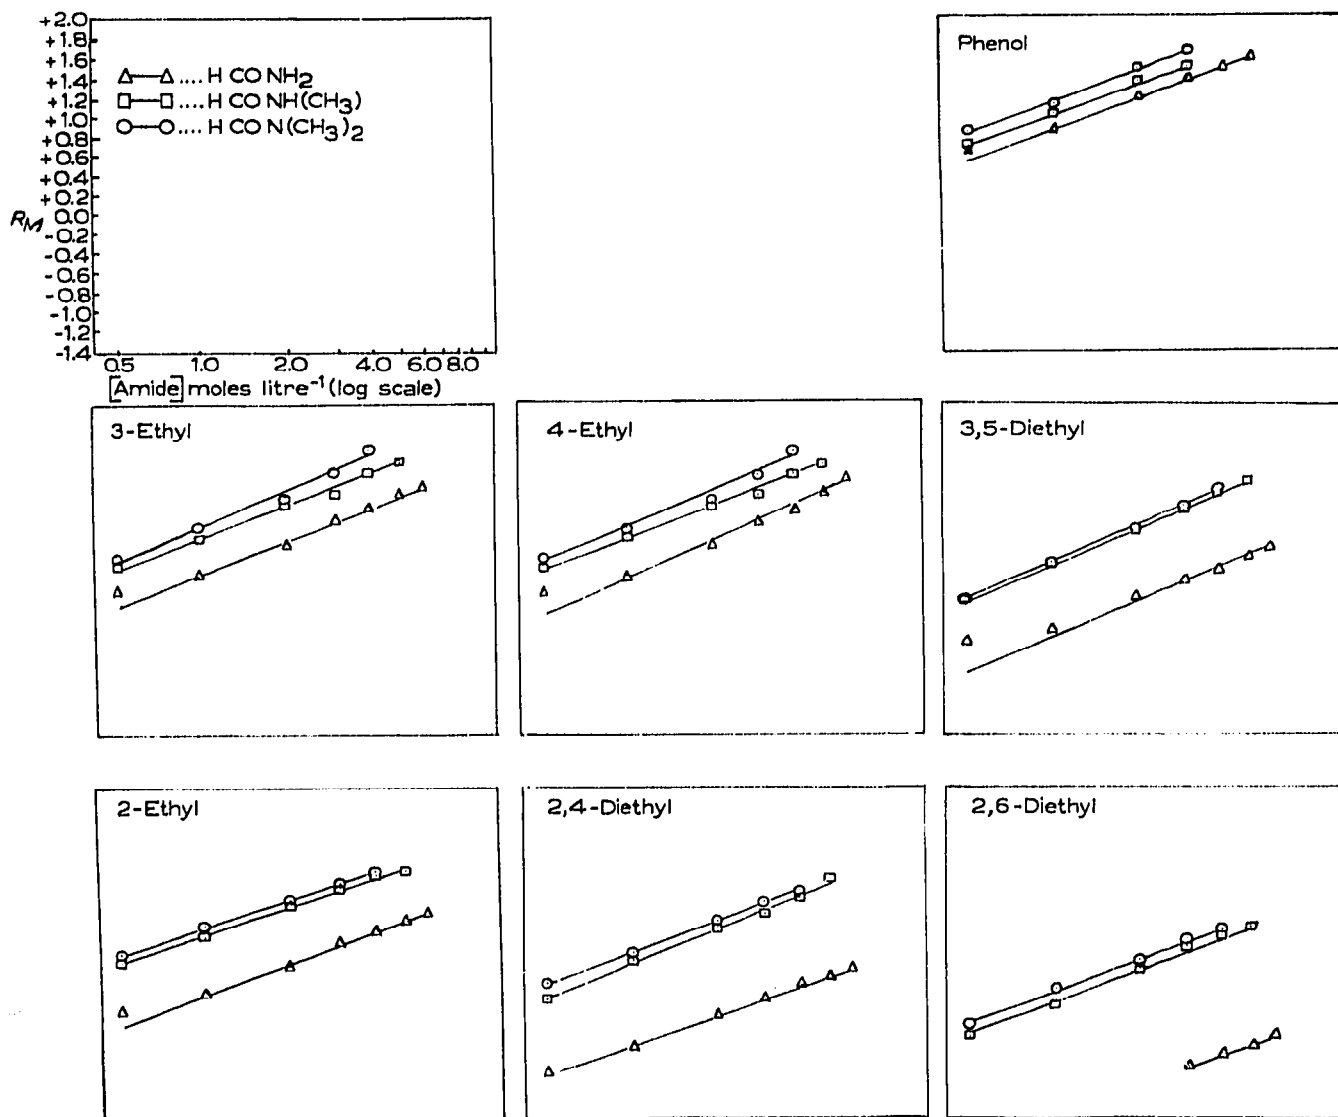 +2.0
+1.8
+1.6
+1.4
+1.2
+1.0
+0.8
+0.6
+0.4
+0.2
0.0
-0.2
-0.4
-0.6
-0.8
-1.0
-1.2
-1.4
RM
H CO NH2
H CO NH(CH3)
H CO N(CH3)2
0.5 1.0 2.0 4.0 6.0 8.0
[Amide] moles litre-1 (log scale)
Phenol
3-Ethyl
4-Ethyl
3,5-Diethyl
2-Ethyl
2,4-Diethyl
2,6-Diethyl